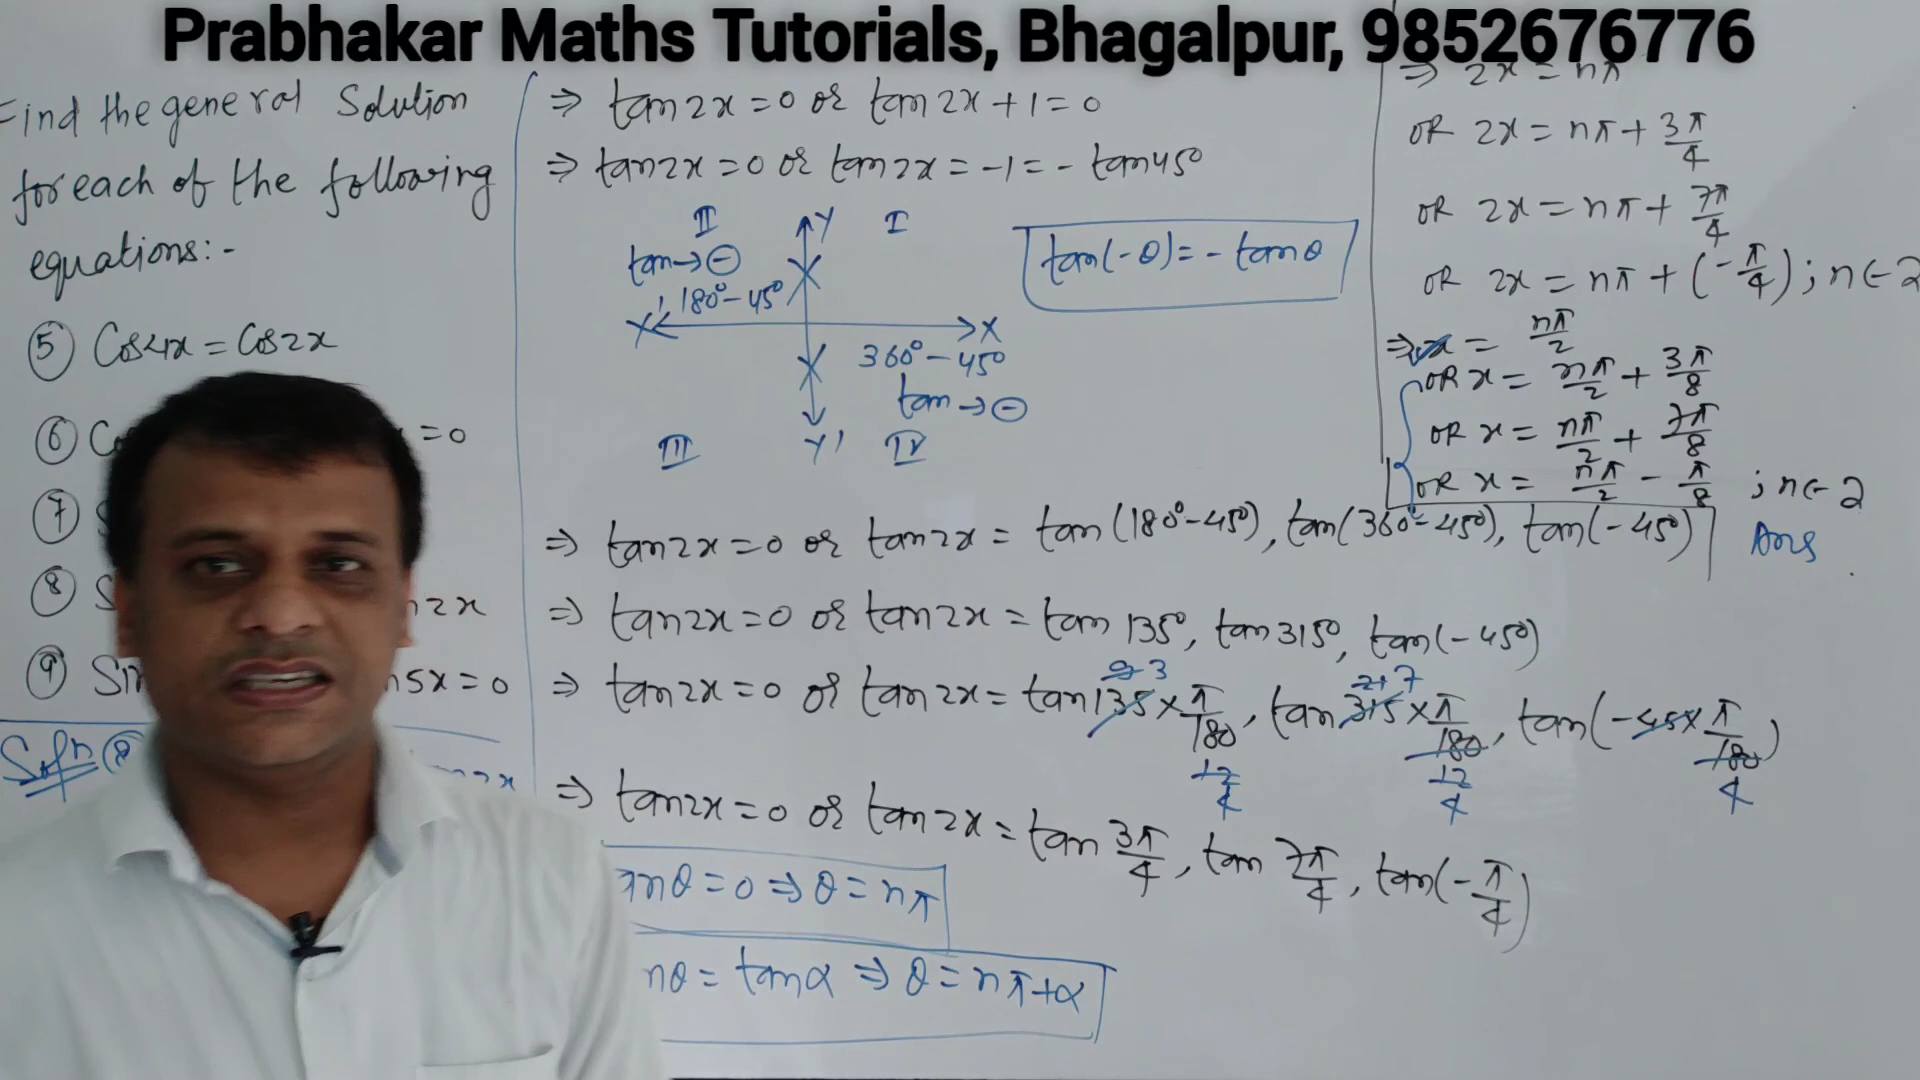 Prabhakar Maths Tutorials, Bhagalpur, 9852676776
Find the general Solution
for each of the following
equations:-
⑤ Cos4x = Cos2x
⑥ = 0
⑦ S
⑧ S 2x
⑨ Sin 5x = 0
Soln ⑧
⇒ tan2x = 0 or tan2x + 1 = 0
⇒ tan2x = 0 or tan2x = -1 = - tan45°
II Y I
tan → ⊖
180° - 45°
X' X
360° - 45°
tan → ⊖
III Y' IV
tan(-θ) = - tanθ
⇒ tan2x = 0 or tan2x = tan(180° - 45°), tan(360° - 45°), tan(-45°)
⇒ tan2x = 0 or tan2x = tan 135°, tan 315°, tan(-45°)
⇒ tan2x = 0 or tan2x = tan 135 × π/180, tan 315 × π/180, tan(-45 × π/180)
⇒ tan2x = 0 or tan2x = tan 3π/4, tan 7π/4, tan(-π/4)
nθ = 0 ⇒ θ = nπ
nθ = tanα ⇒ θ = nπ + α
⇒ 2x = nπ
OR 2x = nπ + 3π/4
OR 2x = nπ + 7π/4
OR 2x = nπ + (-π/4) ; n ∈ Z
⇒ x = nπ/2
OR x = nπ/2 + 3π/8
OR x = nπ/2 + 7π/8
OR x = nπ/2 - π/8 ; n ∈ Z
Ans